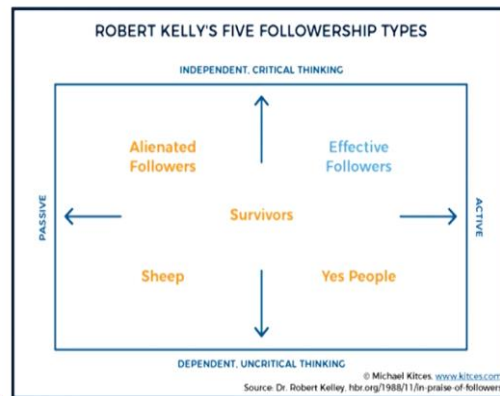 ROBERT KELLY'S FIVE FOLLOWERSHIP TYPES
INDEPENDENT, CRITICAL THINKING
Alienated
Followers
Effective
Followers
PASSIVE
Survivors
ACTIVE
Sheep
Yes People
DEPENDENT, UNCRITICAL THINKING
© Michael Kitces, www.kitces.com
Source: Dr. Robert Kelley, hbr.org/1988/11/in-praise-of-followers